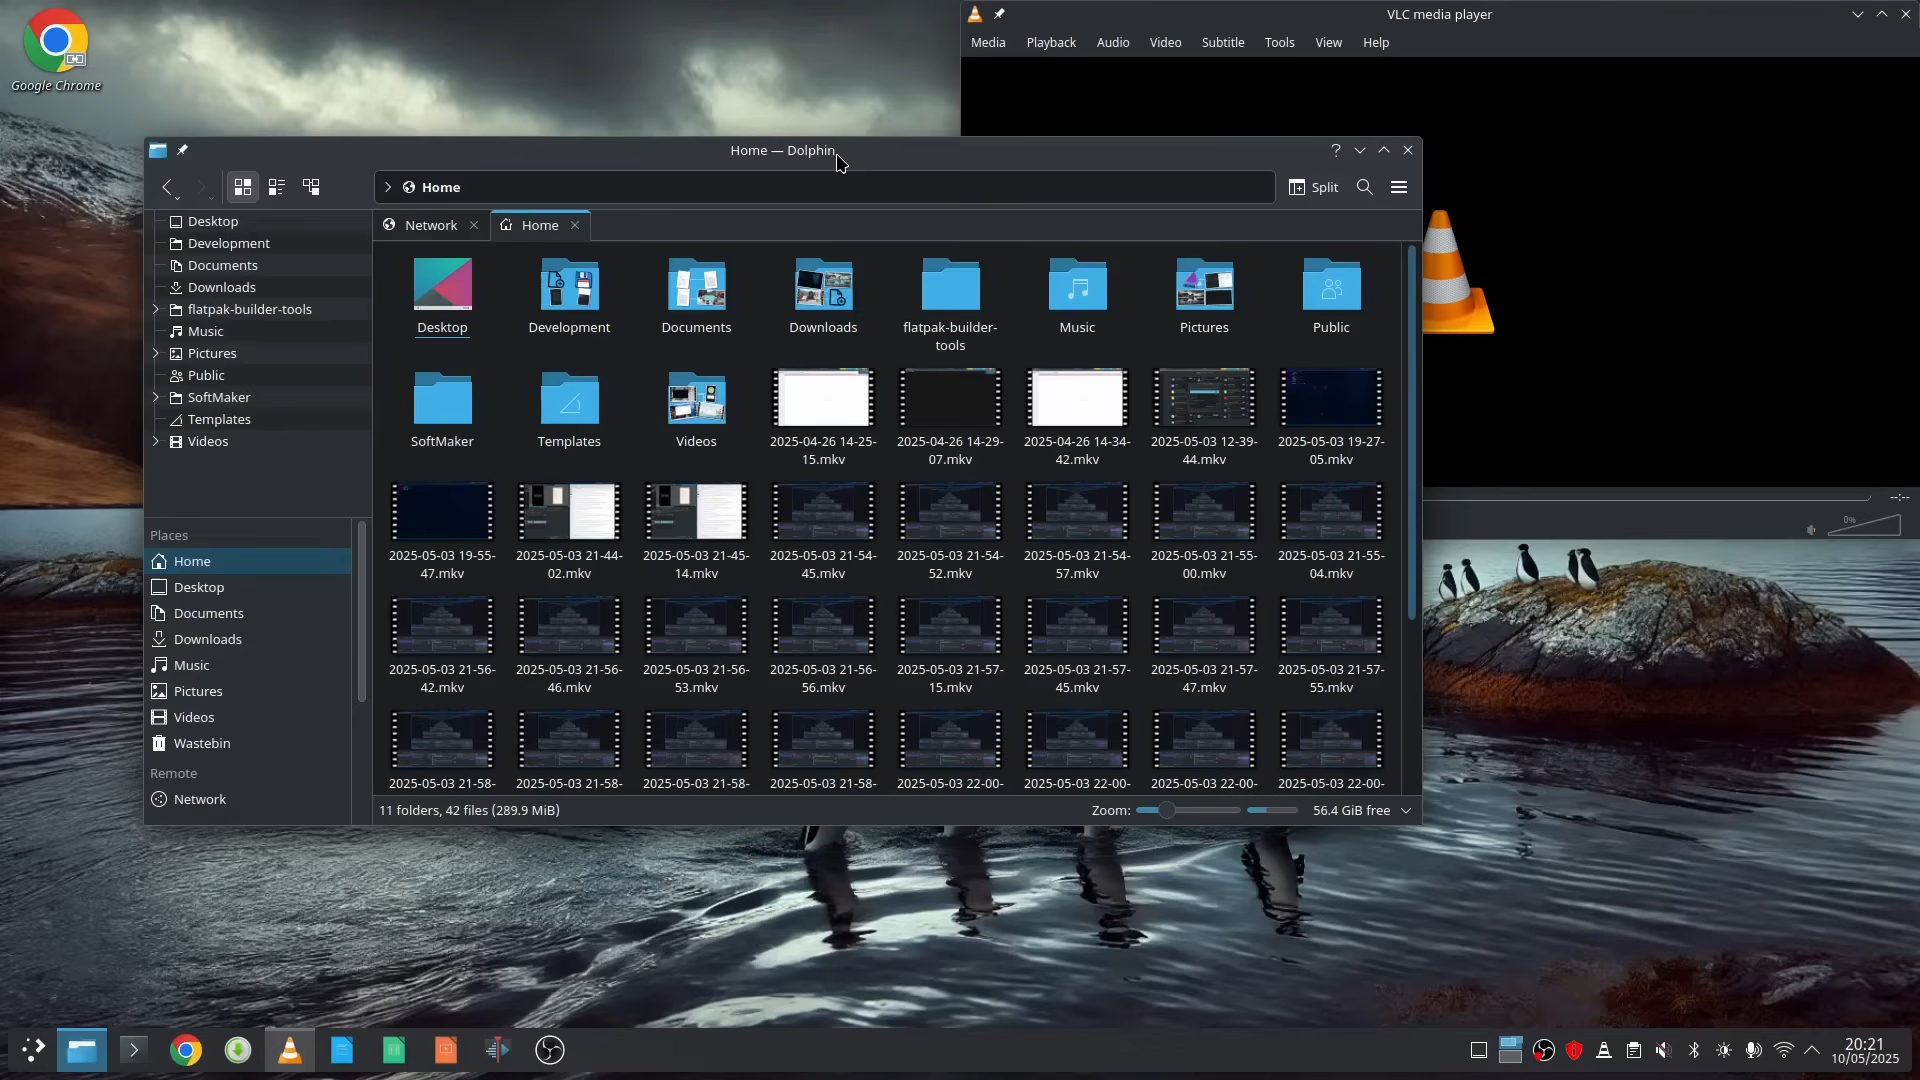 Google Chrome
VLC media player
Media Playback Audio Video Subtitle Tools View Help
Home — Dolphin
?
Home
Split
Network Home
Desktop
Development
Documents
Downloads
flatpak-builder-tools
Music
Pictures
Public
SoftMaker
Templates
Videos
Places
Home
Desktop
Documents
Downloads
Music
Pictures
Videos
Wastebin
Remote
Network
Desktop Development Documents Downloads flatpak-builder- Music Pictures Public
tools
SoftMaker Templates Videos 2025-04-26 14-25- 2025-04-26 14-29- 2025-04-26 14-34- 2025-05-03 12-39- 2025-05-03 19-27-
15.mkv 07.mkv 42.mkv 44.mkv 05.mkv
2025-05-03 19-55- 2025-05-03 21-44- 2025-05-03 21-45- 2025-05-03 21-54- 2025-05-03 21-54- 2025-05-03 21-54- 2025-05-03 21-55- 2025-05-03 21-55-
47.mkv 02.mkv 14.mkv 45.mkv 52.mkv 57.mkv 00.mkv 04.mkv
2025-05-03 21-56- 2025-05-03 21-56- 2025-05-03 21-56- 2025-05-03 21-56- 2025-05-03 21-57- 2025-05-03 21-57- 2025-05-03 21-57- 2025-05-03 21-57-
42.mkv 46.mkv 53.mkv 56.mkv 15.mkv 45.mkv 47.mkv 55.mkv
2025-05-03 21-58- 2025-05-03 21-58- 2025-05-03 21-58- 2025-05-03 21-58- 2025-05-03 22-00- 2025-05-03 22-00- 2025-05-03 22-00- 2025-05-03 22-00-
11 folders, 42 files (289.9 MiB)
Zoom:
56.4 GiB free
--:--
0%
20:21
10/05/2025